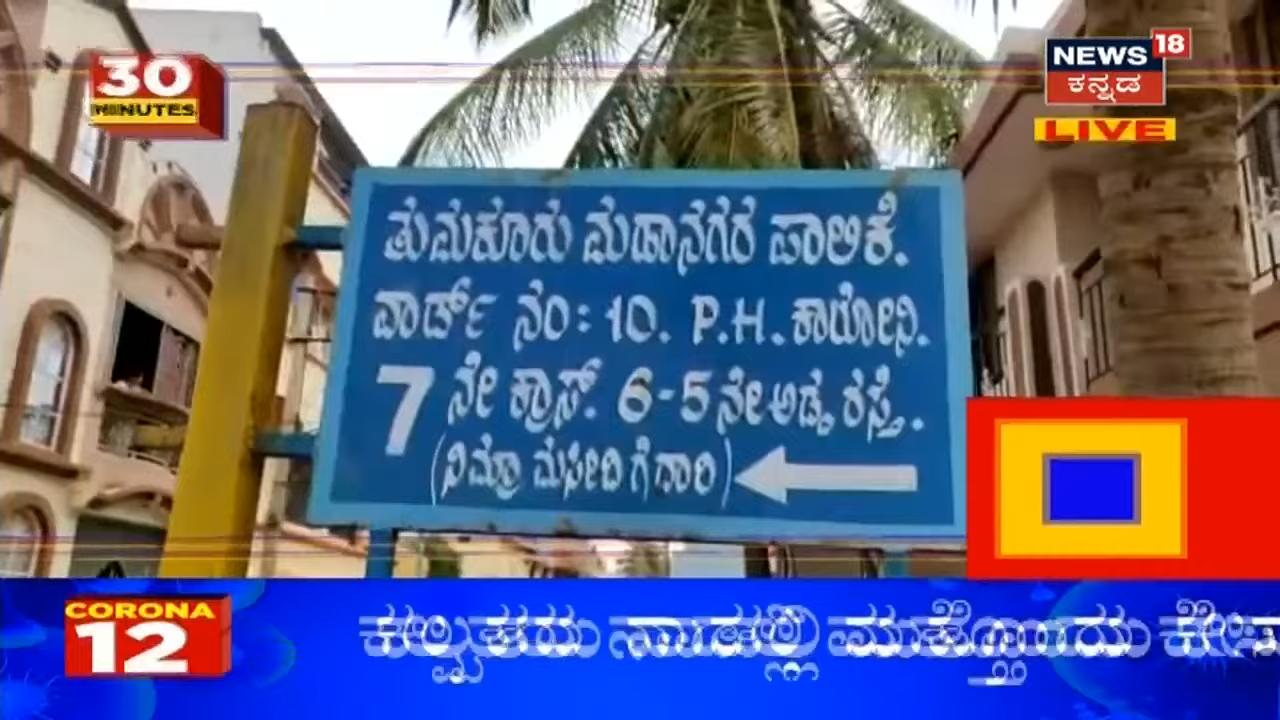 30
MINUTES
NEWS 18
ಕನ್ನಡ
LIVE
ತುಮಕೂರು ಮಹಾನಗರ ಪಾಲಿಕೆ.
ವಾರ್ಡ್ ನಂ: 10. P.H. ಕಾಲೋನಿ.
7 ನೇ ಕ್ರಾಸ್. 6-5 ನೇ ಅಡ್ಡ ರಸ್ತೆ.
(ನಿಮ್ರಾ ಮಸೀದಿಗೆ ದಾರಿ)
CORONA
12